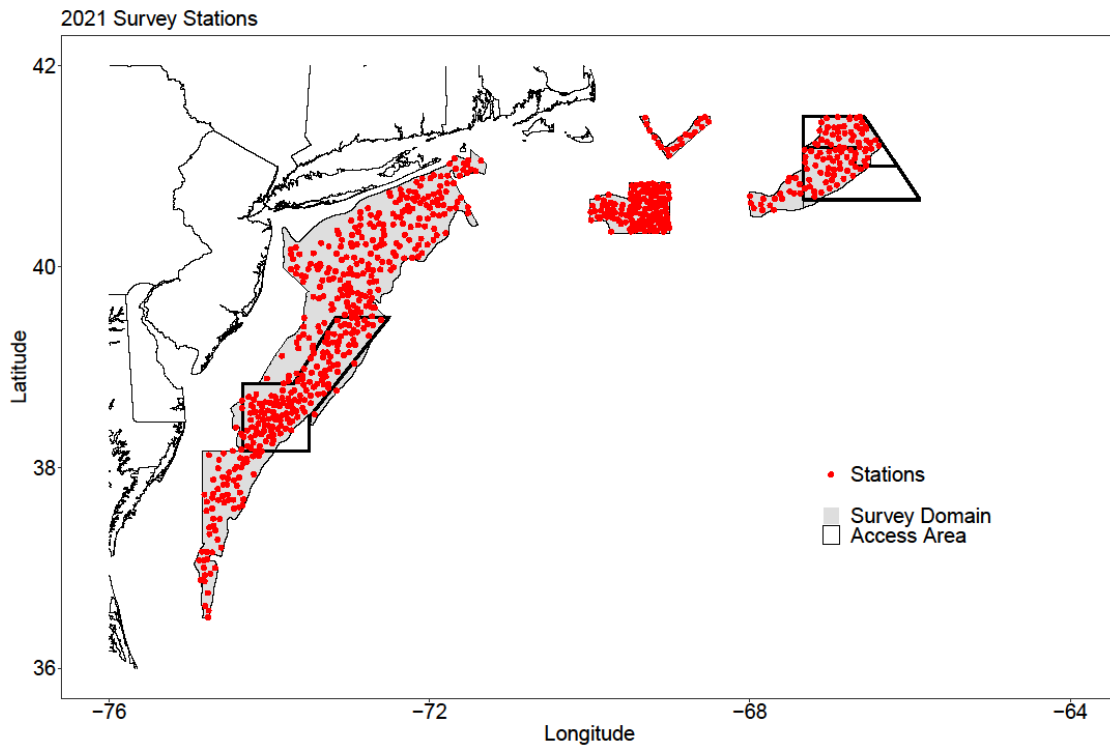 2021 Survey Stations
42
40
38
36
Latitude
Stations
Survey Domain
Access Area
−76 −72 −68 −64
Longitude